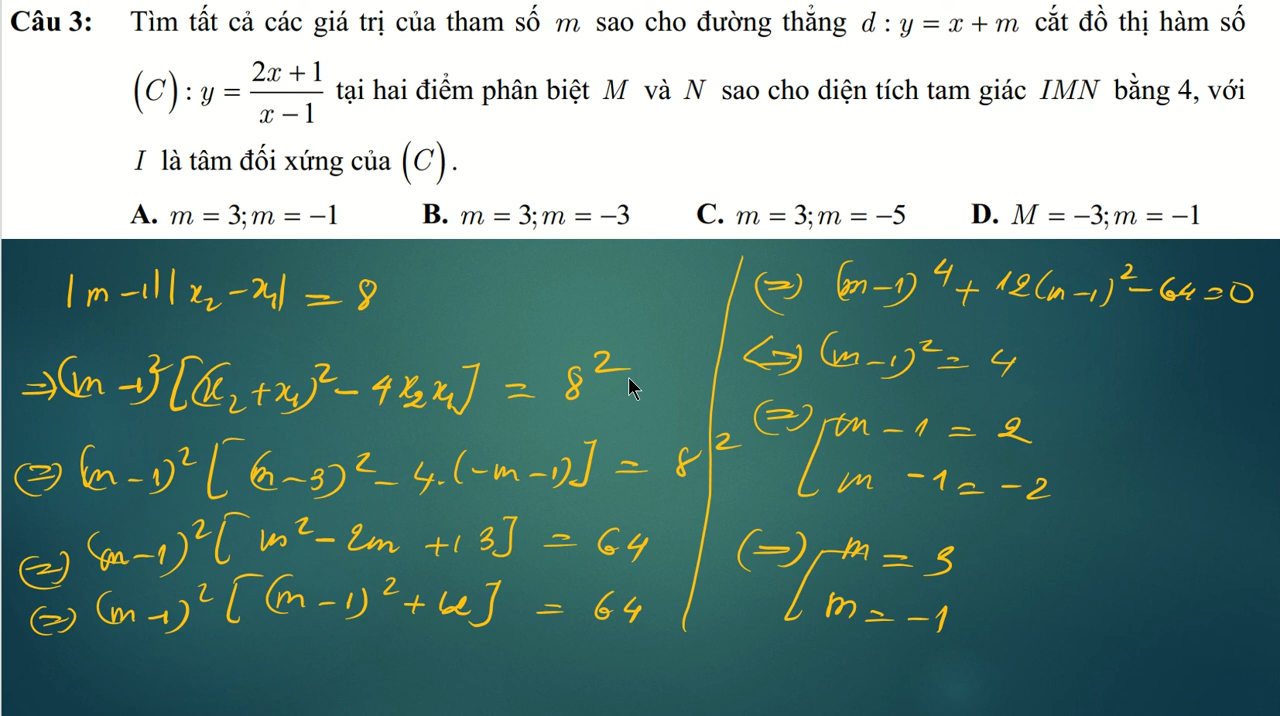 Câu 3: Tìm tất cả các giá trị của tham số m sao cho đường thẳng d : y = x + m cắt đồ thị hàm số
(C) : y = (2x + 1)/(x − 1) tại hai điểm phân biệt M và N sao cho diện tích tam giác IMN bằng 4, với
I là tâm đối xứng của (C).
A. m = 3; m = −1 B. m = 3; m = −3 C. m = 3; m = −5 D. M = −3; m = −1
|m − 1||x₂ − x₁| = 8
⇒ (m − 1)²[(x₂ + x₁)² − 4x₂x₁] = 8²
⇔ (m − 1)²[(m − 3)² − 4.(−m − 1)] = 8²
⇔ (m − 1)²[m² − 2m + 13] = 64
⇔ (m − 1)²[(m − 1)² + 12] = 64
⇔ (m − 1)⁴ + 12(m − 1)² − 64 = 0
⇔ (m − 1)² = 4
⇔ [m − 1 = 2
m − 1 = −2
⇔ [m = 3
m = −1